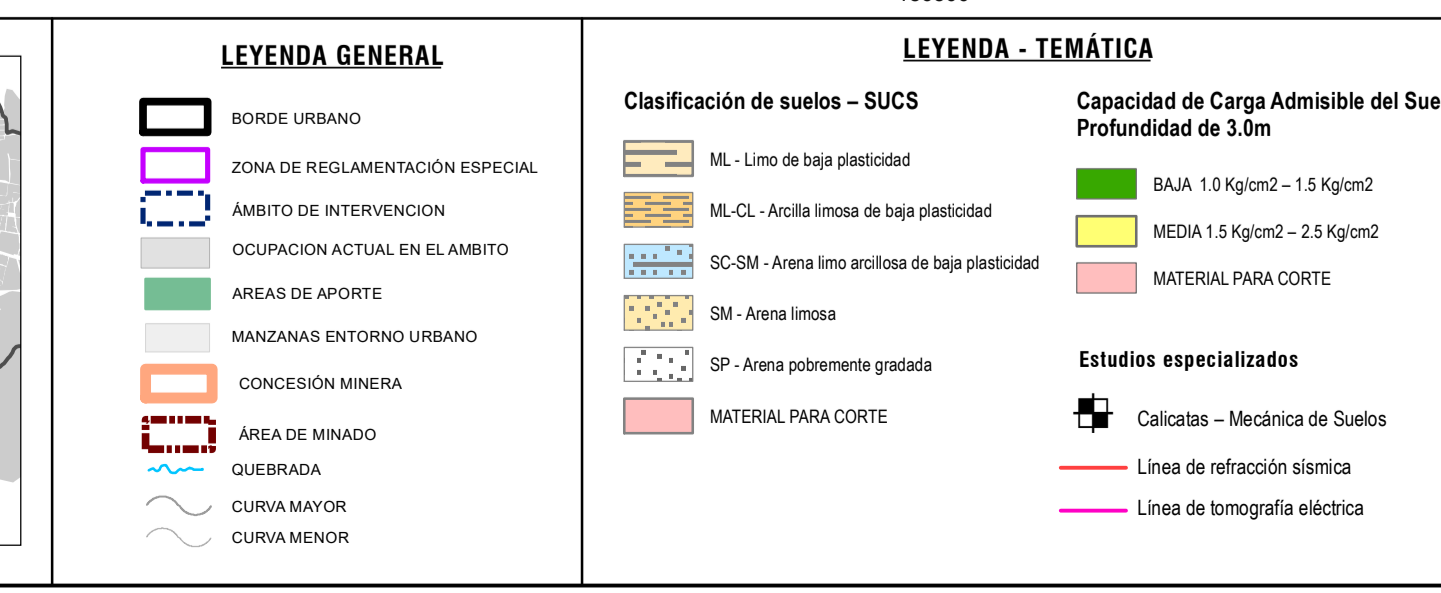 LEYENDA GENERAL
BORDE URBANO
ZONA DE REGLAMENTACIÓN ESPECIAL
ÁMBITO DE INTERVENCION
OCUPACION ACTUAL EN EL AMBITO
AREAS DE APORTE
MANZANAS ENTORNO URBANO
CONCESIÓN MINERA
ÁREA DE MINADO
QUEBRADA
CURVA MAYOR
CURVA MENOR
LEYENDA - TEMÁTICA
Clasificación de suelos – SUCS
ML - Limo de baja plasticidad
ML-CL - Arcilla limosa de baja plasticidad
SC-SM - Arena limo arcillosa de baja plasticidad
SM - Arena limosa
SP - Arena pobremente gradada
MATERIAL PARA CORTE
Capacidad de Carga Admisible del Sue
Profundidad de 3.0m
BAJA 1.0 Kg/cm2 – 1.5 Kg/cm2
MEDIA 1.5 Kg/cm2 – 2.5 Kg/cm2
MATERIAL PARA CORTE
Estudios especializados
Calicatas – Mecánica de Suelos
Línea de refracción sísmica
Línea de tomografía eléctrica